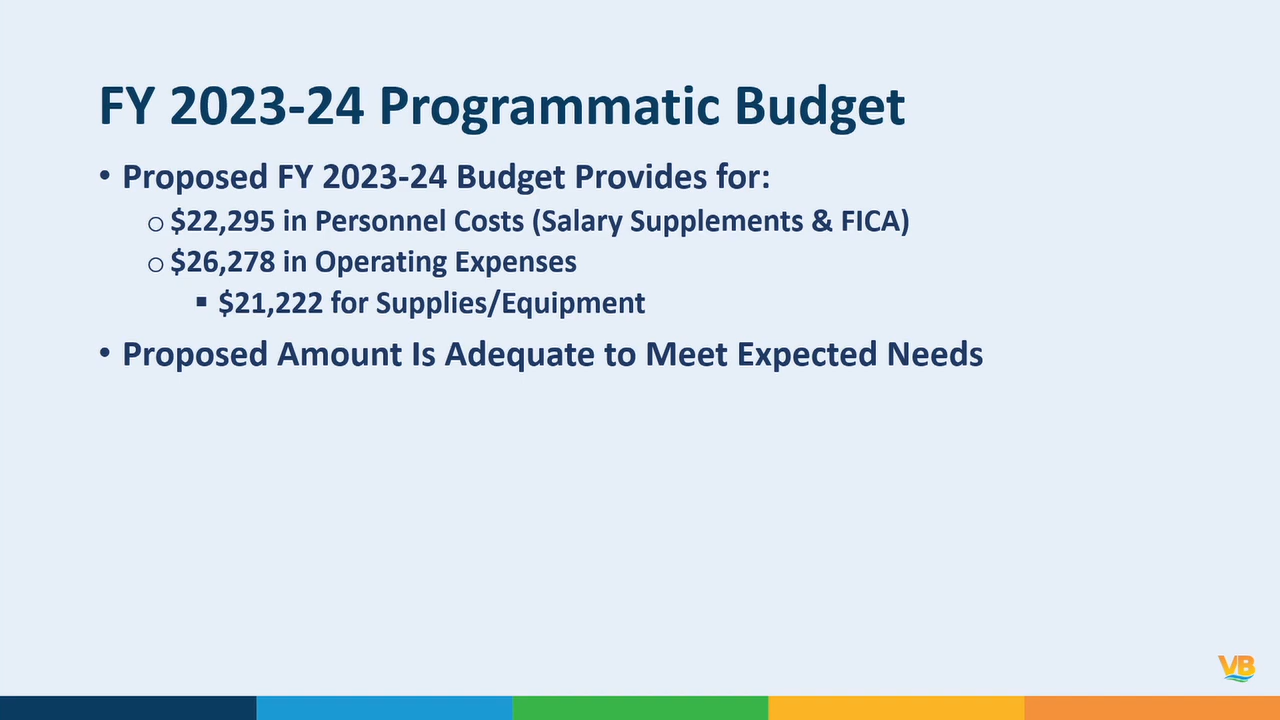 FY 2023-24 Programmatic Budget
• Proposed FY 2023-24 Budget Provides for:
o $22,295 in Personnel Costs (Salary Supplements & FICA)
o $26,278 in Operating Expenses
▪ $21,222 for Supplies/Equipment
• Proposed Amount Is Adequate to Meet Expected Needs
VB